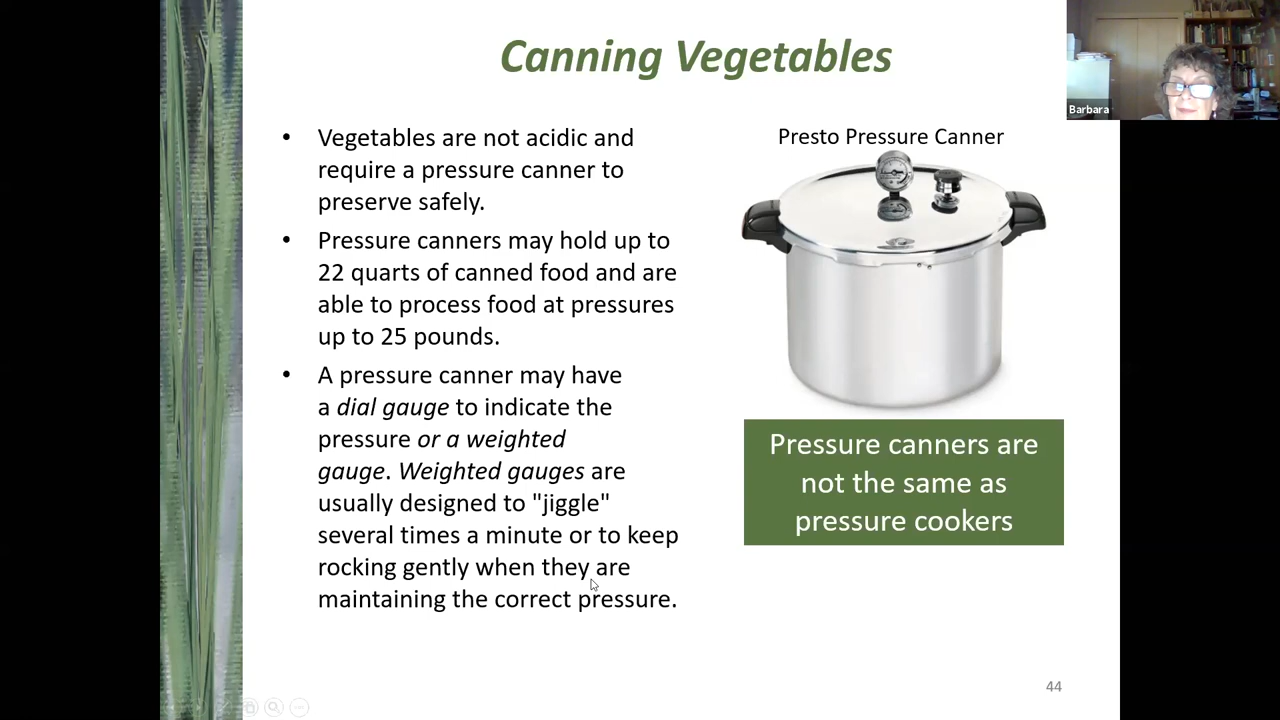 Canning Vegetables
Barbara
• Vegetables are not acidic and
require a pressure canner to
preserve safely.
• Pressure canners may hold up to
22 quarts of canned food and are
able to process food at pressures
up to 25 pounds.
• A pressure canner may have
a dial gauge to indicate the
pressure or a weighted
gauge. Weighted gauges are
usually designed to "jiggle"
several times a minute or to keep
rocking gently when they are
maintaining the correct pressure.
Presto Pressure Canner
Pressure canners are
not the same as
pressure cookers
44